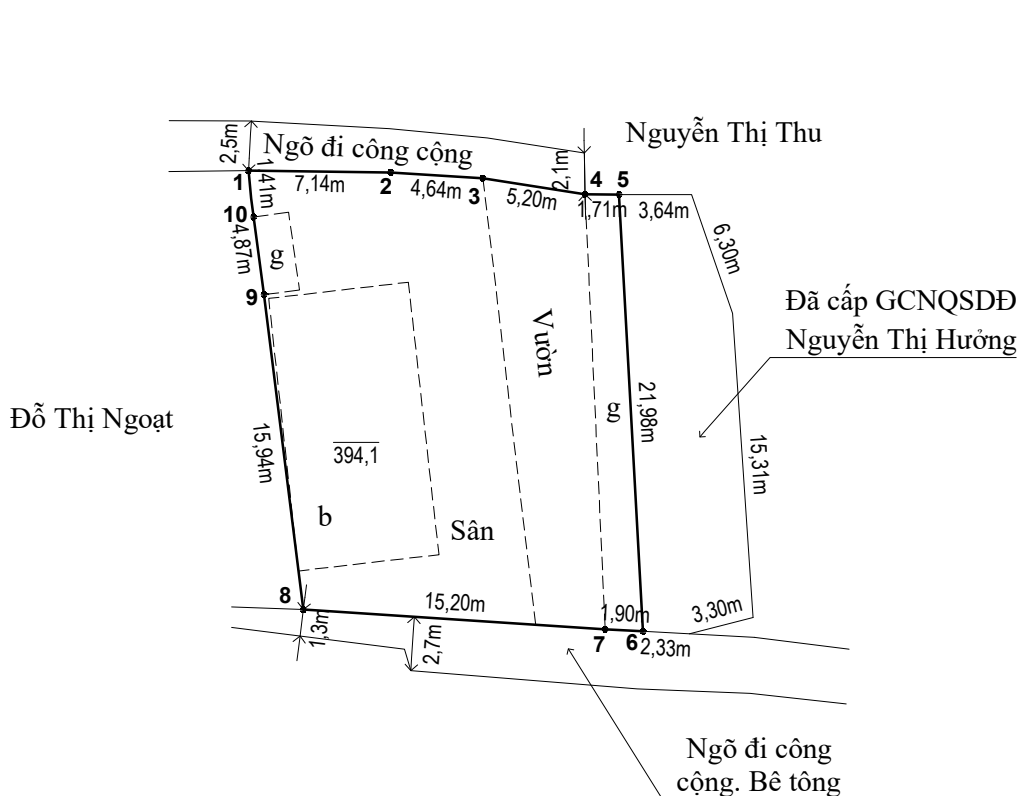 Nguyễn Thị Thu
2,5m
Ngõ đi công cộng
2,1m
1
1,41m
7,14m
2
4,64m
3
5,20m
4
5
1,71m
3,64m
10
4,87m
g
6,30m
9
Đã cấp GCNQSDĐ
Nguyễn Thị Hưởng
Vườn
Đỗ Thị Ngoạt
15,94m
394,1
g
21,98m
15,31m
b
Sân
8
15,20m
1,90m
3,30m
1,3m
2,7m
7
6
2,33m
Ngõ đi công
cộng. Bê tông